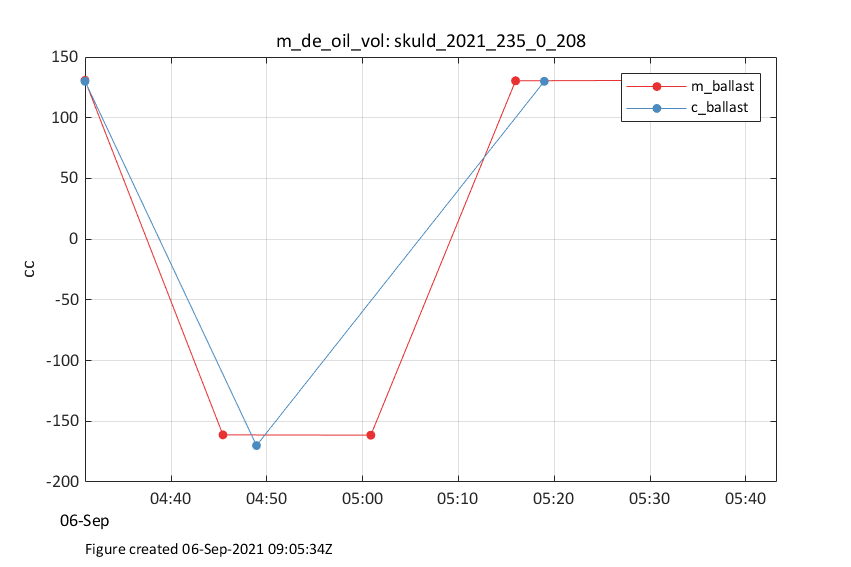 m_de_oil_vol: skuld_2021_235_0_208
150
100
50
0
-50
-100
-150
-200
cc
m_ballast
c_ballast
04:40 04:50 05:00 05:10 05:20 05:30 05:40
06-Sep
Figure created 06-Sep-2021 09:05:34Z